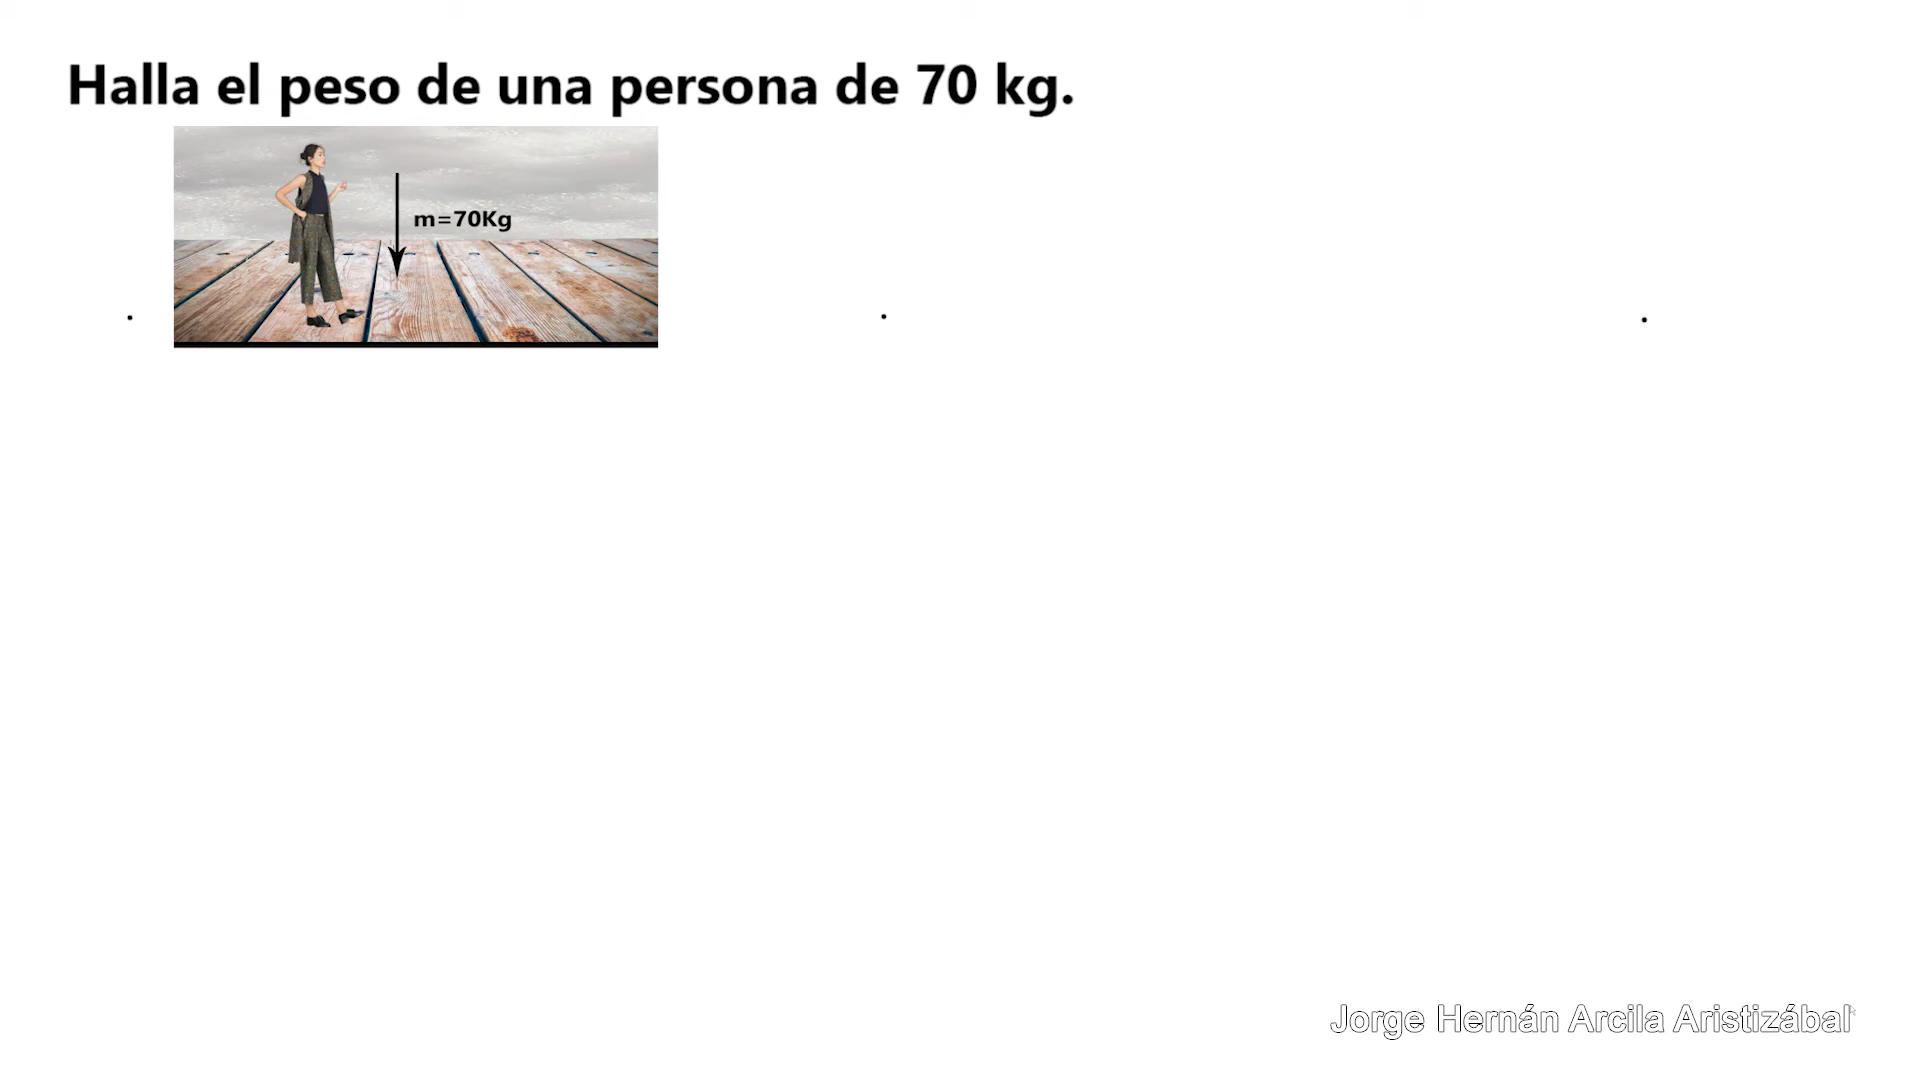 Halla el peso de una persona de 70 kg.
m=70Kg
Jorge Hernán Arcila Aristizábal